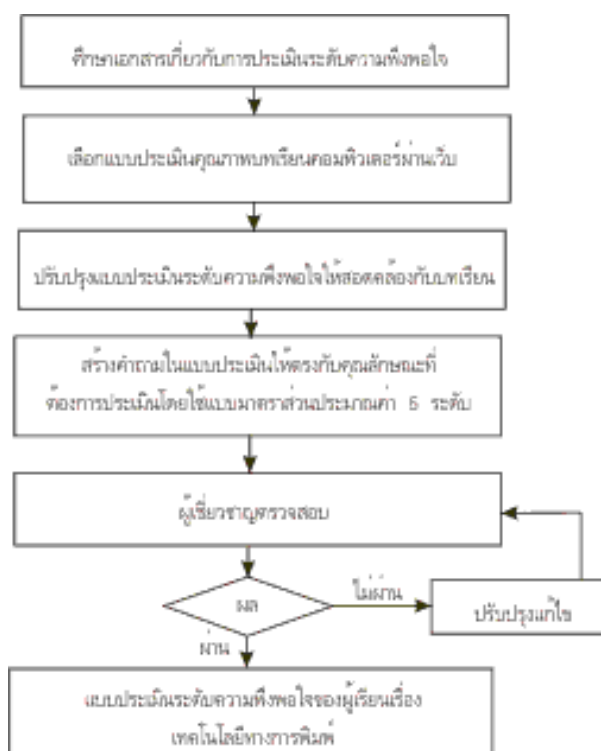 ศึกษาเอกสารเกี่ยวกับการประเมินระดับความพึงพอใจ
เลือกแบบประเมินคุณภาพบทเรียนคอมพิวเตอร์ผ่านเว็บ
ปรับปรุงแบบประเมินระดับความพึงพอใจให้สอดคล้องกับบทเรียน
สร้างคำถามในแบบประเมินให้ตรงกับคุณลักษณะที่
ต้องการประเมินโดยใช้แบบมาตราส่วนประมาณค่า 5 ระดับ
ผู้เชี่ยวชาญตรวจสอบ
ผล
ไม่ผ่าน
ปรับปรุงแก้ไข
ผ่าน
แบบประเมินระดับความพึงพอใจของผู้เรียนเรื่อง
เทคโนโลยีทางการพิมพ์